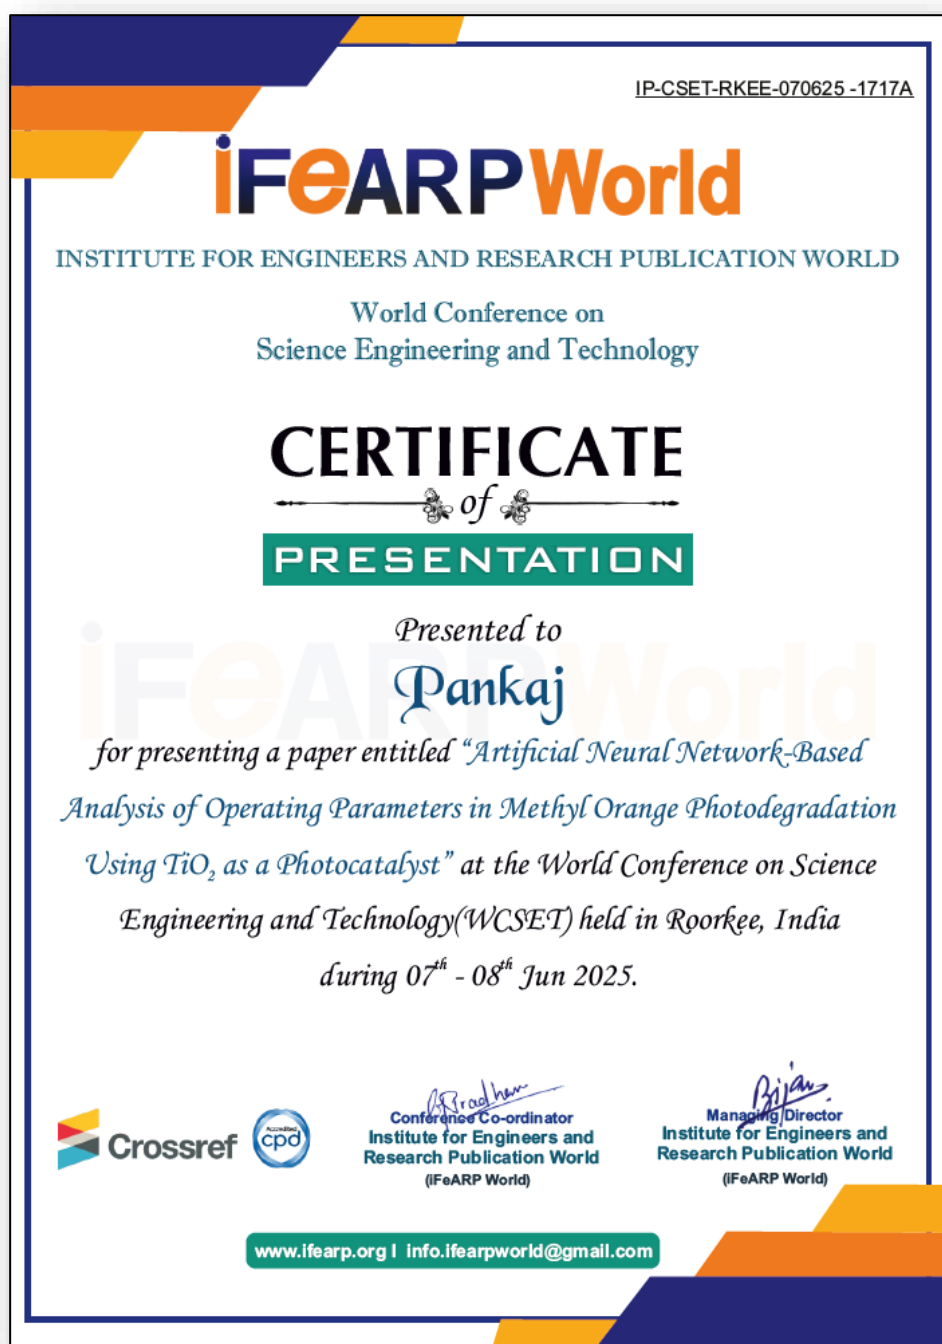 IP-CSET-RKEE-070625 -1717A
iFeARP World
INSTITUTE FOR ENGINEERS AND RESEARCH PUBLICATION WORLD
World Conference on
Science Engineering and Technology
CERTIFICATE
of
PRESENTATION
Presented to
iFeARPWorld
Pankaj
for presenting a paper entitled “Artificial Neural Network-Based
Analysis of Operating Parameters in Methyl Orange Photodegradation
Using TiO₂ as a Photocatalyst” at the World Conference on Science
Engineering and Technology(WCSET) held in Roorkee, India
during 07th - 08th Jun 2025.
Crossref
Accredited
cpd
Conference Co-ordinator
Institute for Engineers and
Research Publication World
(iFeARP World)
Bijan
Managing Director
Institute for Engineers and
Research Publication World
(iFeARP World)
www.ifearp.org I info.ifearpworld@gmail.com